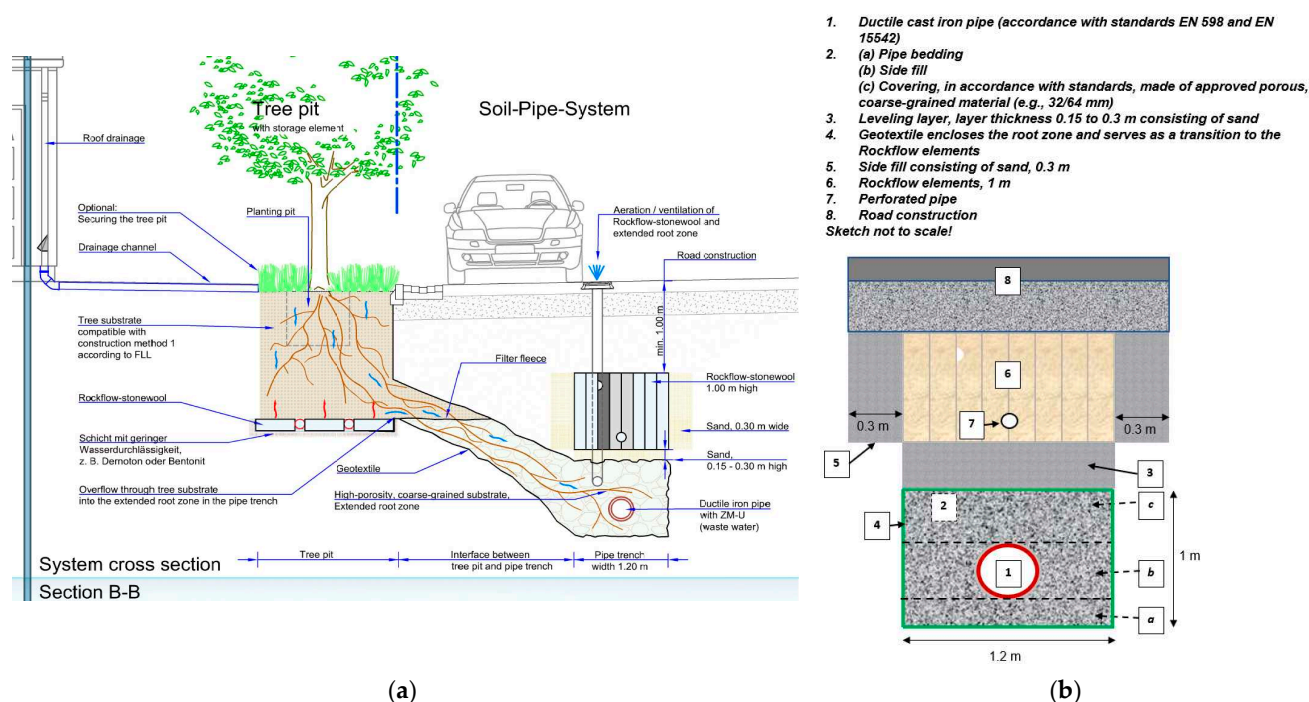 Tree pit
with storage element
Soil-Pipe-System
Roof drainage
Optional:
Securing the tree pit
Planting pit
Aeration / ventilation of
Rockflow-stonewool and
extended root zone
Drainage channel
Road construction
min. 1.00 m
Tree substrate
compatible with
construction method 1
according to FLL
Filter fleece
Rockflow-stonewool
1.00 m high
Rockflow-stonewool
Sand, 0.30 m wide
Schicht mit geringer
Wasserdurchlässigkeit,
z. B. Dernoton oder Bentonit
Sand,
0.15 - 0.30 m high
Geotextile
Overflow through tree substrate
into the extended root zone in the pipe trench
High-porosity, coarse-grained substrate,
Extended root zone
Ductile iron pipe
with ZM-U
(waste water)
System cross section
Tree pit
Interface between
tree pit and pipe trench
Pipe trench
width 1.20 m
Section B-B
(a)
1. Ductile cast iron pipe (accordance with standards EN 598 and EN
15542)
2. (a) Pipe bedding
(b) Side fill
(c) Covering, in accordance with standards, made of approved porous,
coarse-grained material (e.g., 32/64 mm)
3. Leveling layer, layer thickness 0.15 to 0.3 m consisting of sand
4. Geotextile encloses the root zone and serves as a transition to the
Rockflow elements
5. Side fill consisting of sand, 0.3 m
6. Rockflow elements, 1 m
7. Perforated pipe
8. Road construction
Sketch not to scale!
8
6
7
0.3 m
0.3 m
5
3
2
c
4
1 m
1
b
a
1.2 m
(b)